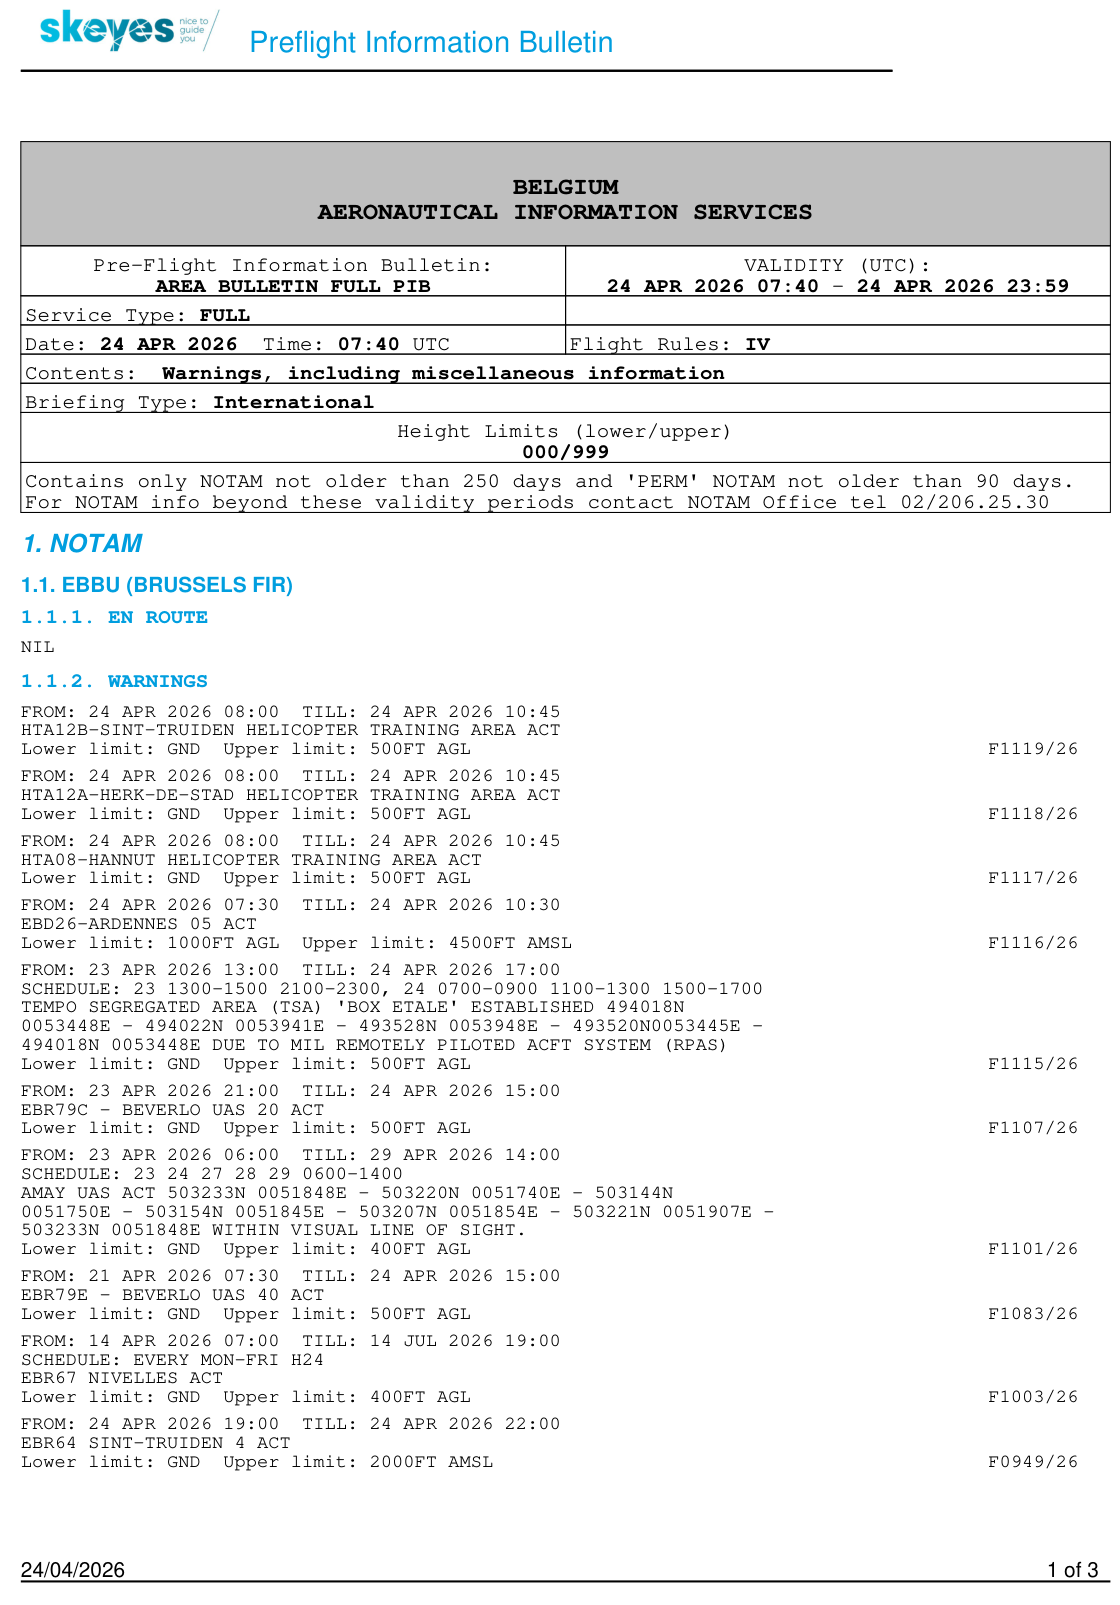 skeyes nice to guide you
Preflight Information Bulletin
BELGIUM
AERONAUTICAL INFORMATION SERVICES
Pre-Flight Information Bulletin:
AREA BULLETIN FULL PIB
VALIDITY (UTC):
24 APR 2026 07:40 - 24 APR 2026 23:59
Service Type: FULL
Date: 24 APR 2026  Time: 07:40 UTC
Flight Rules: IV
Contents:  Warnings, including miscellaneous information
Briefing Type: International
Height Limits (lower/upper)
000/999
Contains only NOTAM not older than 250 days and 'PERM' NOTAM not older than 90 days.
For NOTAM info beyond these validity periods contact NOTAM Office tel 02/206.25.30
1. NOTAM
1.1. EBBU (BRUSSELS FIR)
1.1.1. EN ROUTE
NIL
1.1.2. WARNINGS
FROM: 24 APR 2026 08:00  TILL: 24 APR 2026 10:45
HTA12B-SINT-TRUIDEN HELICOPTER TRAINING AREA ACT
Lower limit: GND  Upper limit: 500FT AGL F1119/26
FROM: 24 APR 2026 08:00  TILL: 24 APR 2026 10:45
HTA12A-HERK-DE-STAD HELICOPTER TRAINING AREA ACT
Lower limit: GND  Upper limit: 500FT AGL F1118/26
FROM: 24 APR 2026 08:00  TILL: 24 APR 2026 10:45
HTA08-HANNUT HELICOPTER TRAINING AREA ACT
Lower limit: GND  Upper limit: 500FT AGL F1117/26
FROM: 24 APR 2026 07:30  TILL: 24 APR 2026 10:30
EBD26-ARDENNES 05 ACT
Lower limit: 1000FT AGL  Upper limit: 4500FT AMSL F1116/26
FROM: 23 APR 2026 13:00  TILL: 24 APR 2026 17:00
SCHEDULE: 23 1300-1500 2100-2300, 24 0700-0900 1100-1300 1500-1700
TEMPO SEGREGATED AREA (TSA) 'BOX ETALE' ESTABLISHED 494018N
0053448E - 494022N 0053941E - 493528N 0053948E - 493520N0053445E -
494018N 0053448E DUE TO MIL REMOTELY PILOTED ACFT SYSTEM (RPAS)
Lower limit: GND  Upper limit: 500FT AGL F1115/26
FROM: 23 APR 2026 21:00  TILL: 24 APR 2026 15:00
EBR79C - BEVERLO UAS 20 ACT
Lower limit: GND  Upper limit: 500FT AGL F1107/26
FROM: 23 APR 2026 06:00  TILL: 29 APR 2026 14:00
SCHEDULE: 23 24 27 28 29 0600-1400
AMAY UAS ACT 503233N 0051848E - 503220N 0051740E - 503144N
0051750E - 503154N 0051845E - 503207N 0051854E - 503221N 0051907E -
503233N 0051848E WITHIN VISUAL LINE OF SIGHT.
Lower limit: GND  Upper limit: 400FT AGL F1101/26
FROM: 21 APR 2026 07:30  TILL: 24 APR 2026 15:00
EBR79E - BEVERLO UAS 40 ACT
Lower limit: GND  Upper limit: 500FT AGL F1083/26
FROM: 14 APR 2026 07:00  TILL: 14 JUL 2026 19:00
SCHEDULE: EVERY MON-FRI H24
EBR67 NIVELLES ACT
Lower limit: GND  Upper limit: 400FT AGL F1003/26
FROM: 24 APR 2026 19:00  TILL: 24 APR 2026 22:00
EBR64 SINT-TRUIDEN 4 ACT
Lower limit: GND  Upper limit: 2000FT AMSL F0949/26
24/04/2026 1 of 3